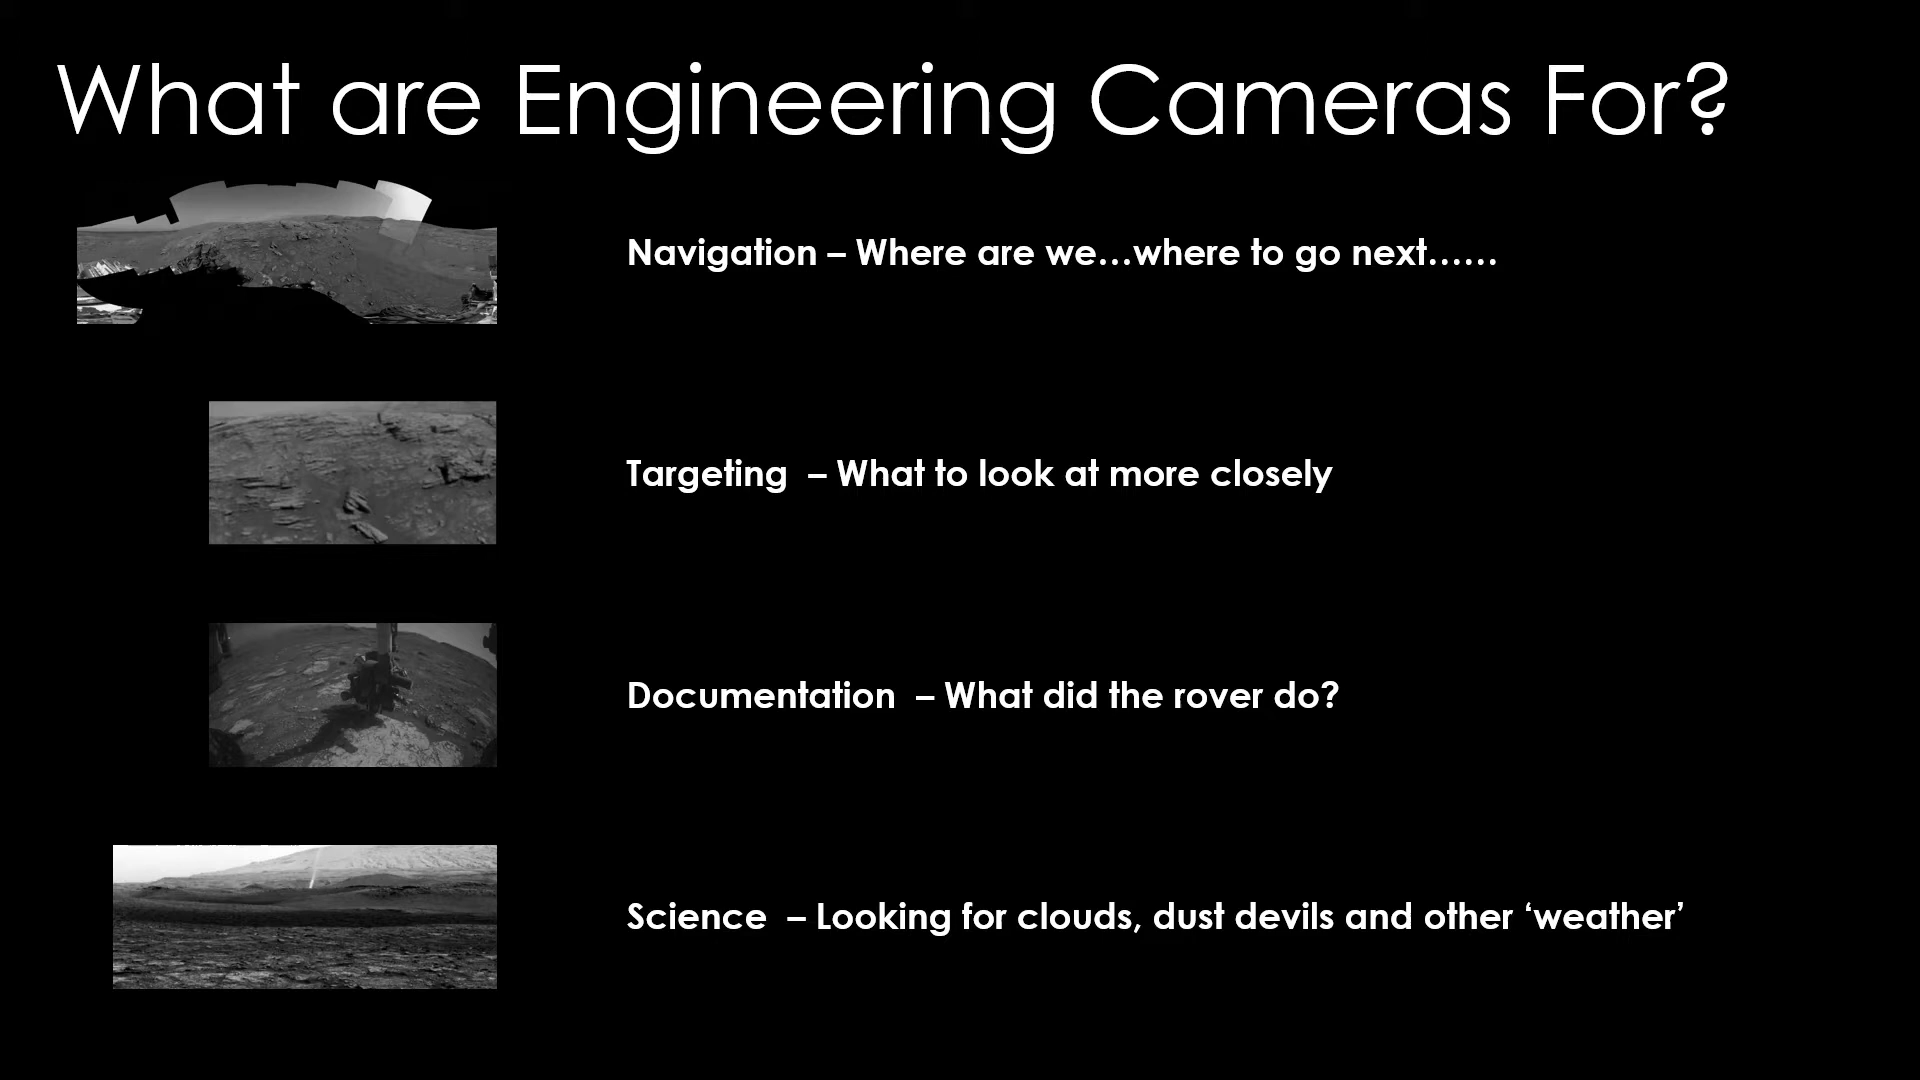 What are Engineering Cameras For?
Navigation – Where are we…where to go next……
Targeting  – What to look at more closely
Documentation  – What did the rover do?
Science  – Looking for clouds, dust devils and other ‘weather’